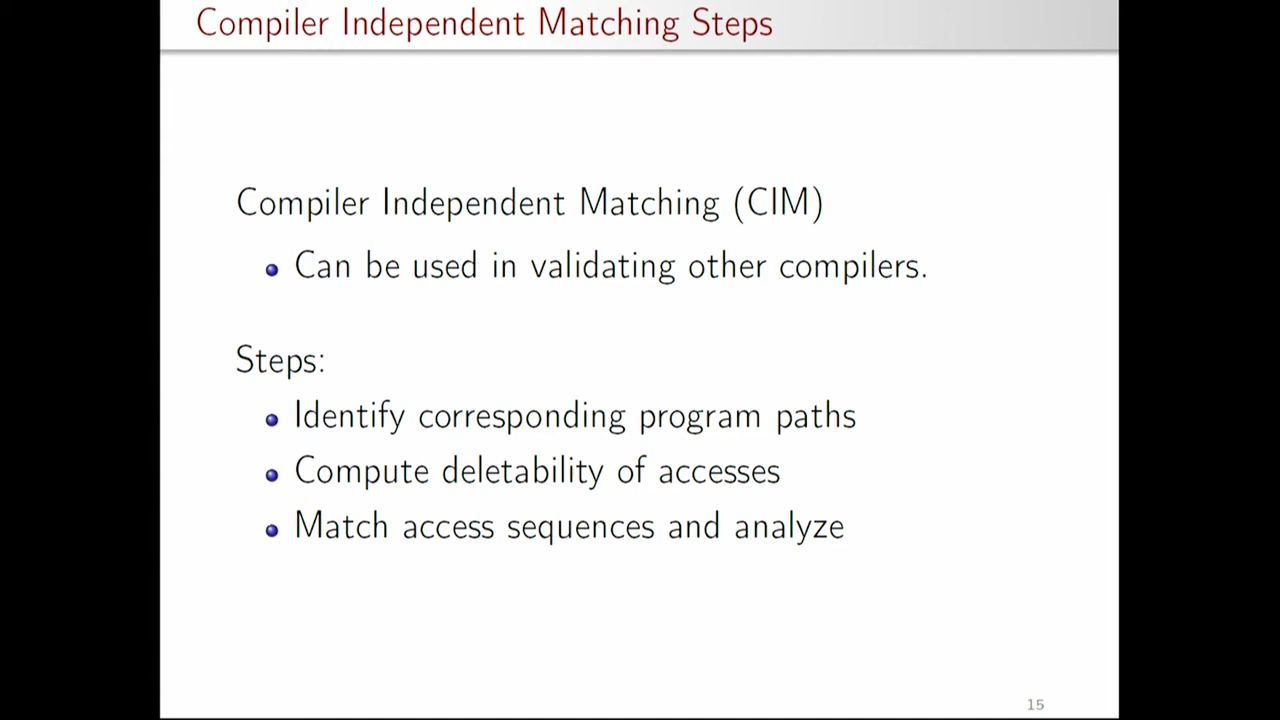 Compiler Independent Matching Steps
Compiler Independent Matching (CIM)
Can be used in validating other compilers.
Steps:
Identify corresponding program paths
Compute deletability of accesses
Match access sequences and analyze
15